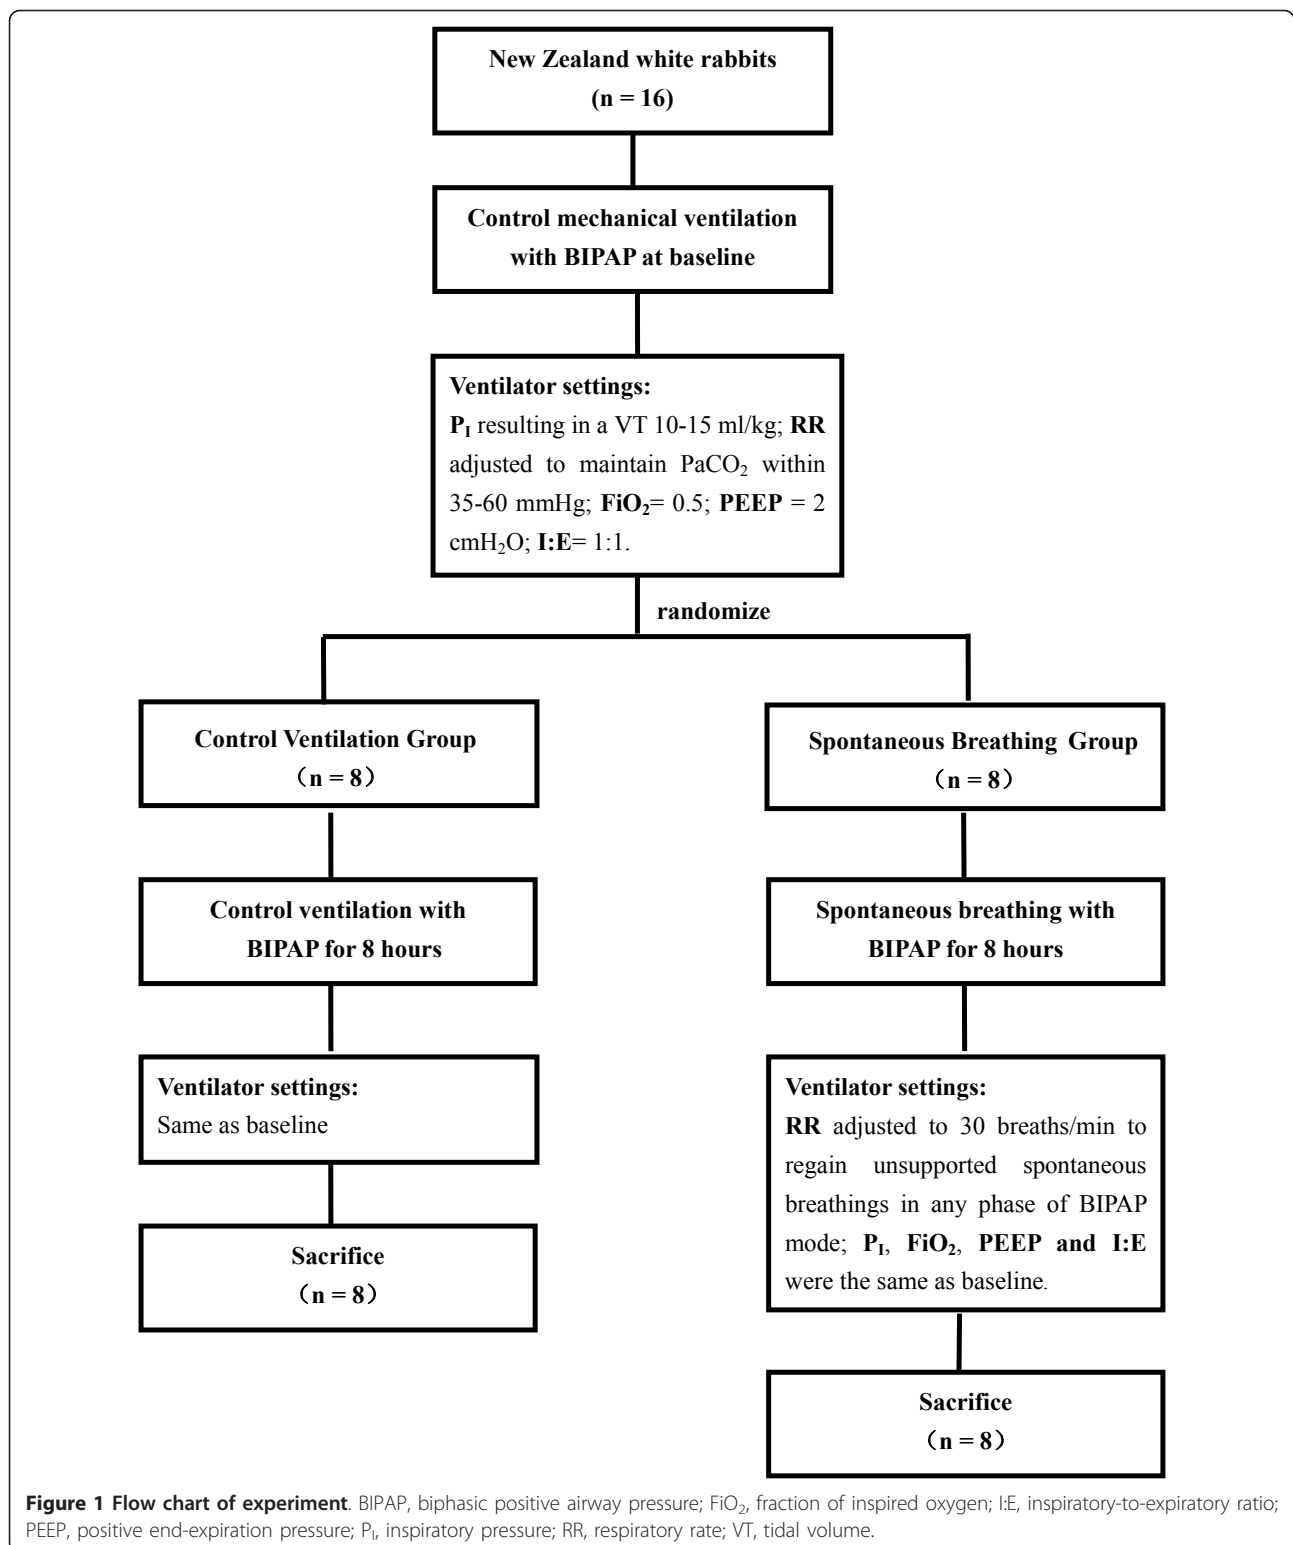 New Zealand white rabbits
(n = 16)
Control mechanical ventilation
with BIPAP at baseline
Ventilator settings:
P_I resulting in a VT 10-15 ml/kg; RR
adjusted to maintain PaCO₂ within
35-60 mmHg; FiO₂= 0.5; PEEP = 2
cmH₂O; I:E= 1:1.
randomize
Control Ventilation Group
（n = 8）
Control ventilation with
BIPAP for 8 hours
Ventilator settings:
Same as baseline
Sacrifice
（n = 8）
Spontaneous Breathing Group
（n = 8）
Spontaneous breathing with
BIPAP for 8 hours
Ventilator settings:
RR adjusted to 30 breaths/min to
regain unsupported spontaneous
breathings in any phase of BIPAP
mode; P_I, FiO₂, PEEP and I:E
were the same as baseline.
Sacrifice
（n = 8）
Figure 1 Flow chart of experiment. BIPAP, biphasic positive airway pressure; FiO₂, fraction of inspired oxygen; I:E, inspiratory-to-expiratory ratio;
PEEP, positive end-expiration pressure; P_I, inspiratory pressure; RR, respiratory rate; VT, tidal volume.